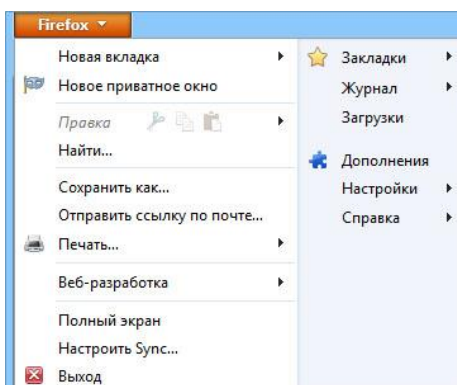 Firefox
Новая вкладка
Новое приватное окно
Правка
Найти...
Сохранить как...
Отправить ссылку по почте...
Печать...
Веб-разработка
Полный экран
Настроить Sync...
Выход
Закладки
Журнал
Загрузки
Дополнения
Настройки
Справка